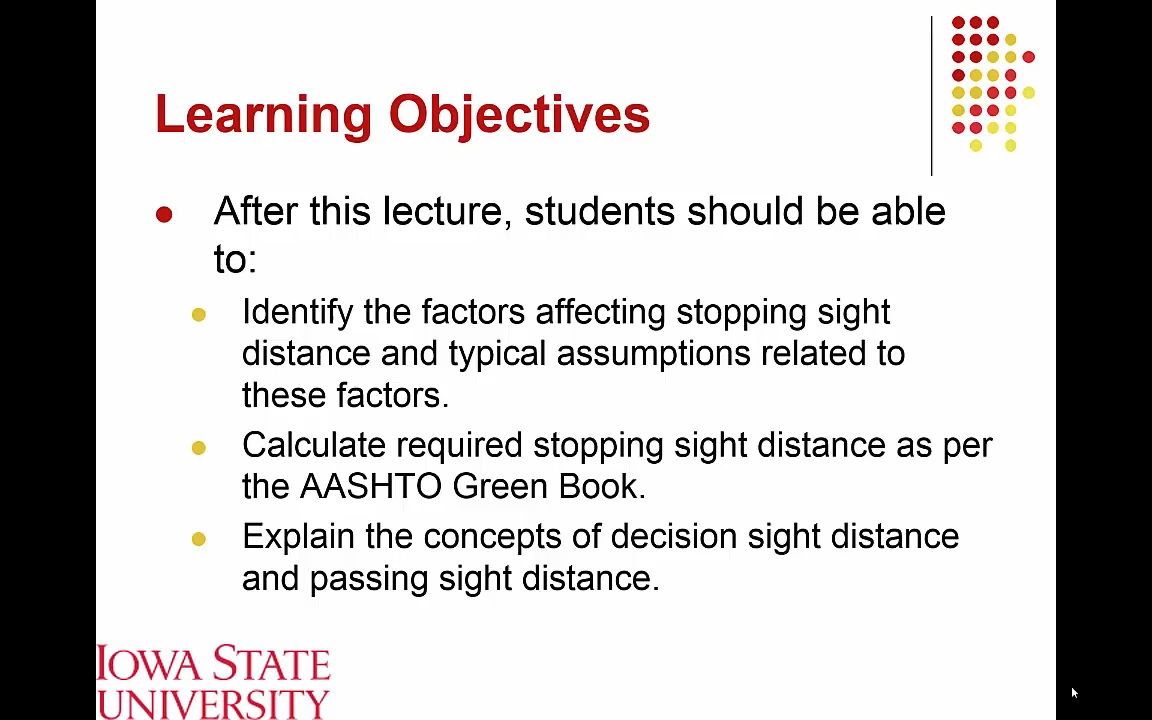 Learning Objectives
After this lecture, students should be able
to:
Identify the factors affecting stopping sight
distance and typical assumptions related to
these factors.
Calculate required stopping sight distance as per
the AASHTO Green Book.
Explain the concepts of decision sight distance
and passing sight distance.
IOWA STATE
UNIVERSITY